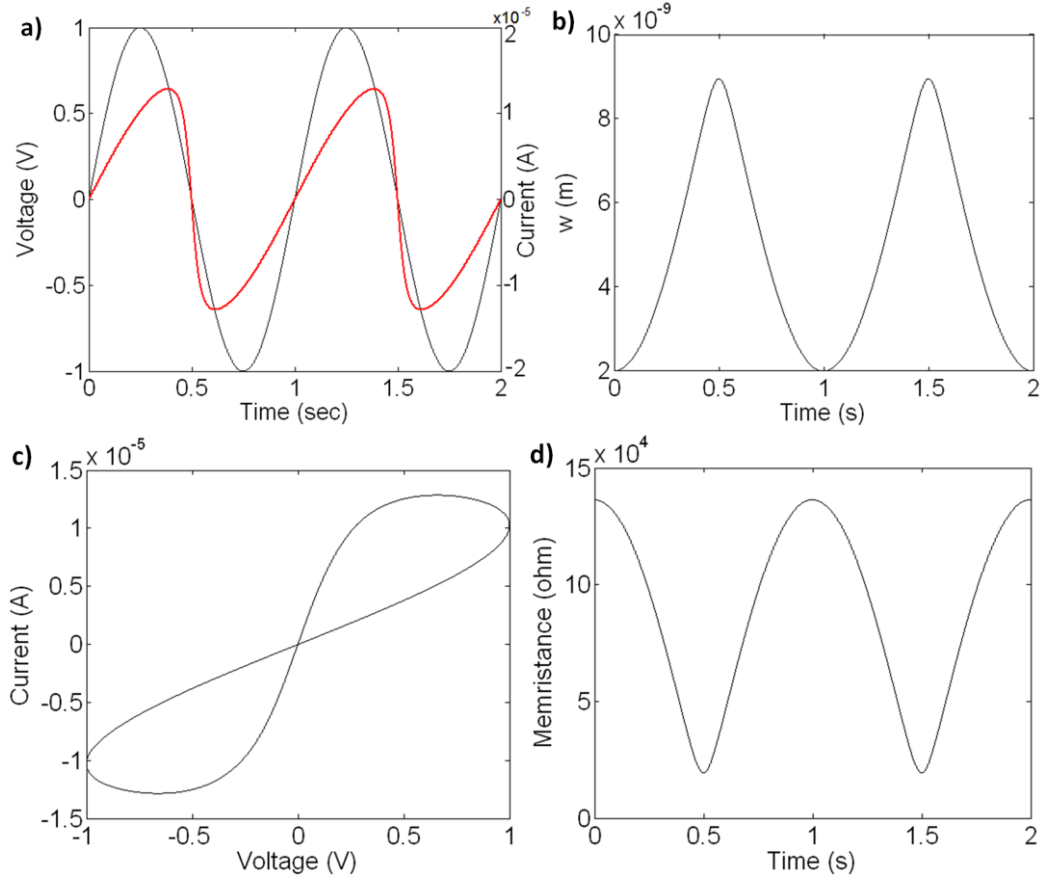 a)
×10⁻⁵
Voltage (V)
1
0.5
0
-0.5
-1
2
1
0
-1
-2
Current (A)
0 0.5 1 1.5 2
Time (sec)
b)
10 × 10⁻⁹
8
6
4
2
w (m)
0 0.5 1 1.5 2
Time (s)
c)
1.5 × 10⁻⁵
1
0.5
0
-0.5
-1
-1.5
Current (A)
-1 -0.5 0 0.5 1
Voltage (V)
d)
15 × 10⁴
10
5
0
Memristance (ohm)
0 0.5 1 1.5 2
Time (s)